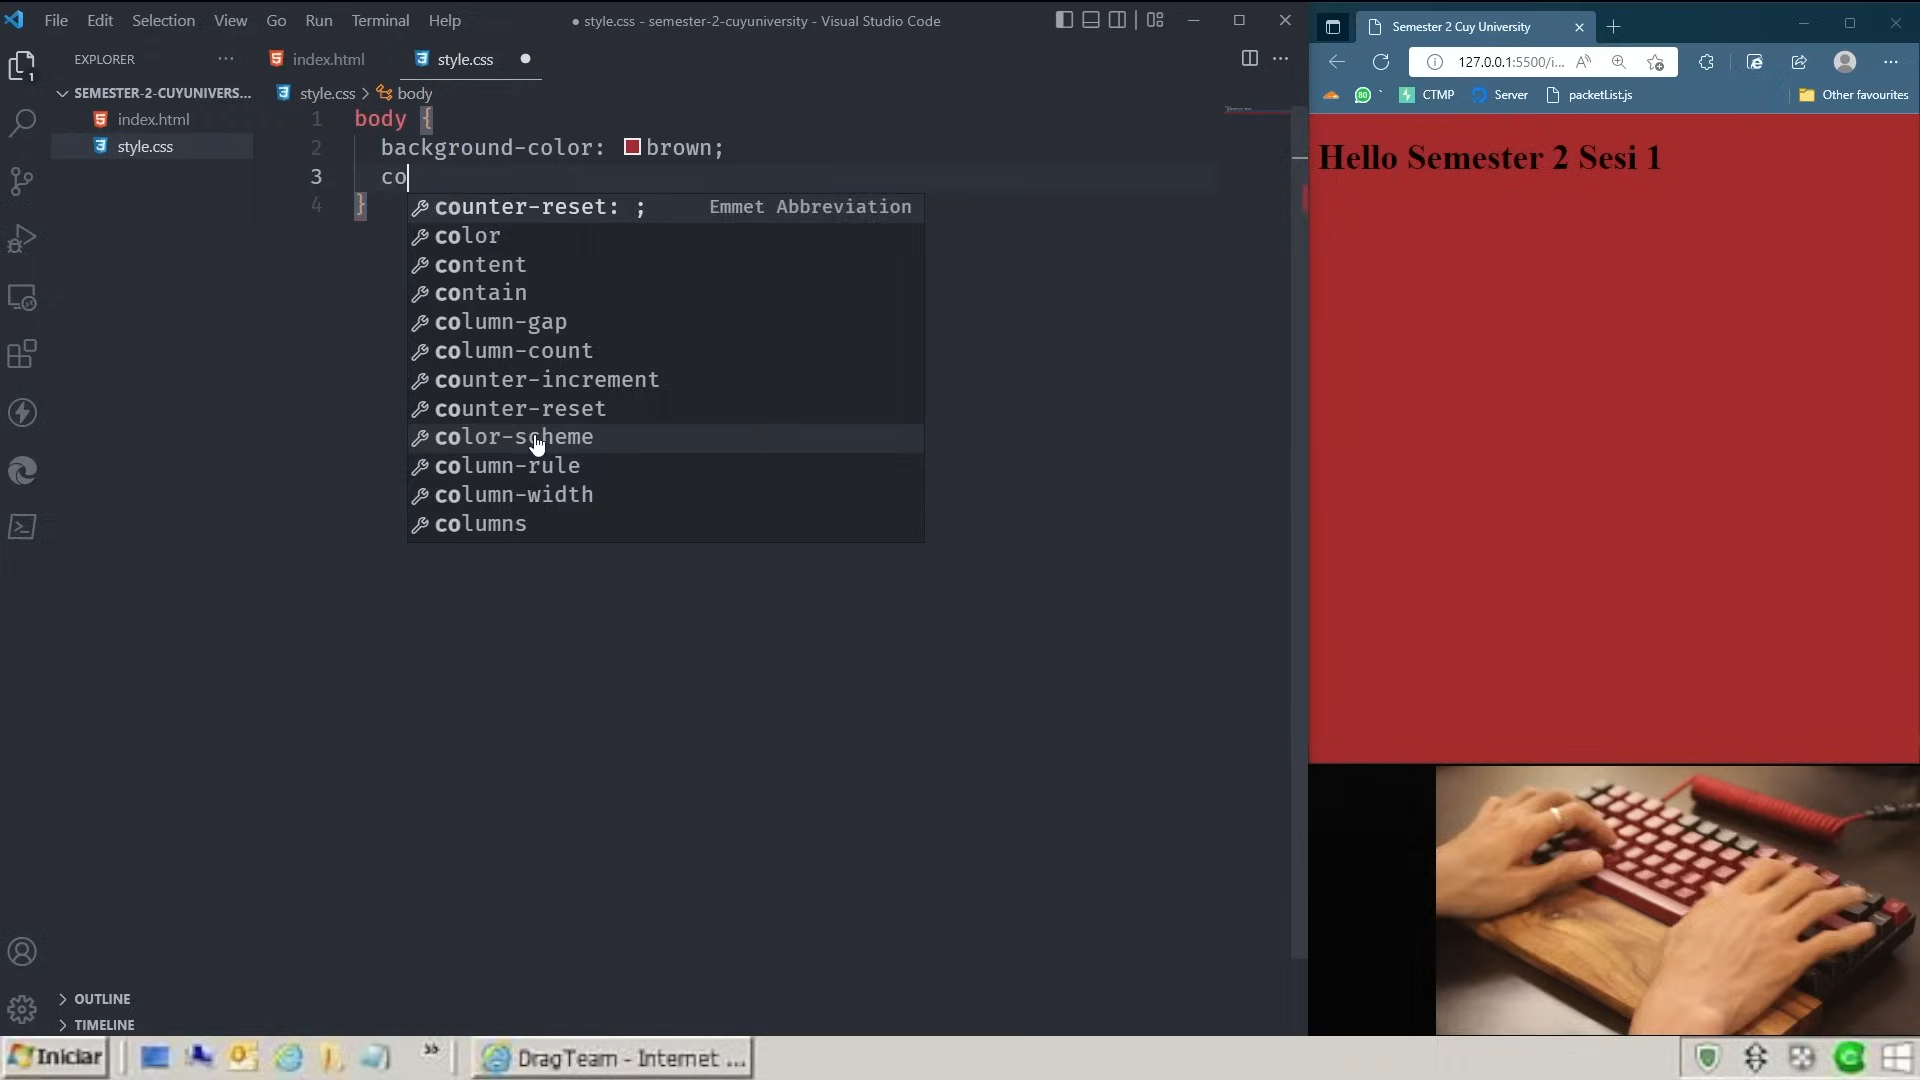 File Edit Selection View Go Run Terminal Help
● style.css - semester-2-cuyuniversity - Visual Studio Code
EXPLORER
index.html
style.css
SEMESTER-2-CUYUNIVERS...
index.html
style.css
style.css > body
1 body {
2 background-color: brown;
3 co
4 }
counter-reset: ; Emmet Abbreviation
color
content
contain
column-gap
column-count
counter-increment
counter-reset
color-scheme
column-rule
column-width
columns
1
OUTLINE
TIMELINE
Semester 2 Cuy University
127.0.0.1:5500/i...
80
CTMP
Server
packetList.js
Other favourites
Hello Semester 2 Sesi 1
Iniciar
DragTeam - Internet ...